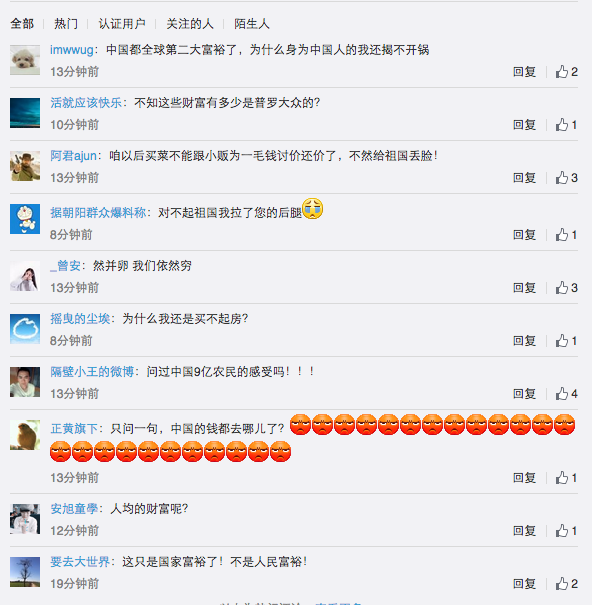 全部 热门 认证用户 关注的人 陌生人
imwwug：中国都全球第二大富裕了，为什么身为中国人的我还揭不开锅
13分钟前 回复 2
活就应该快乐：不知这些财富有多少是普罗大众的？
10分钟前 回复 1
阿君ajun：咱以后买菜不能跟小贩为一毛钱讨价还价了，不然给祖国丢脸！
13分钟前 回复 3
据朝阳群众爆料称：对不起祖国我拉了您的后腿
8分钟前 回复 1
_曾安：然并卵 我们依然穷
13分钟前 回复 3
摇曳的尘埃：为什么我还是买不起房？
8分钟前 回复 1
隔壁小王的微博：问过中国9亿农民的感受吗！！！
13分钟前 回复 4
正黄旗下：只问一句，中国的钱都去哪儿了？
13分钟前 回复 1
安旭童學：人均的财富呢？
12分钟前 回复 1
要去大世界：这只是国家富裕了！不是人民富裕！
19分钟前 回复 2